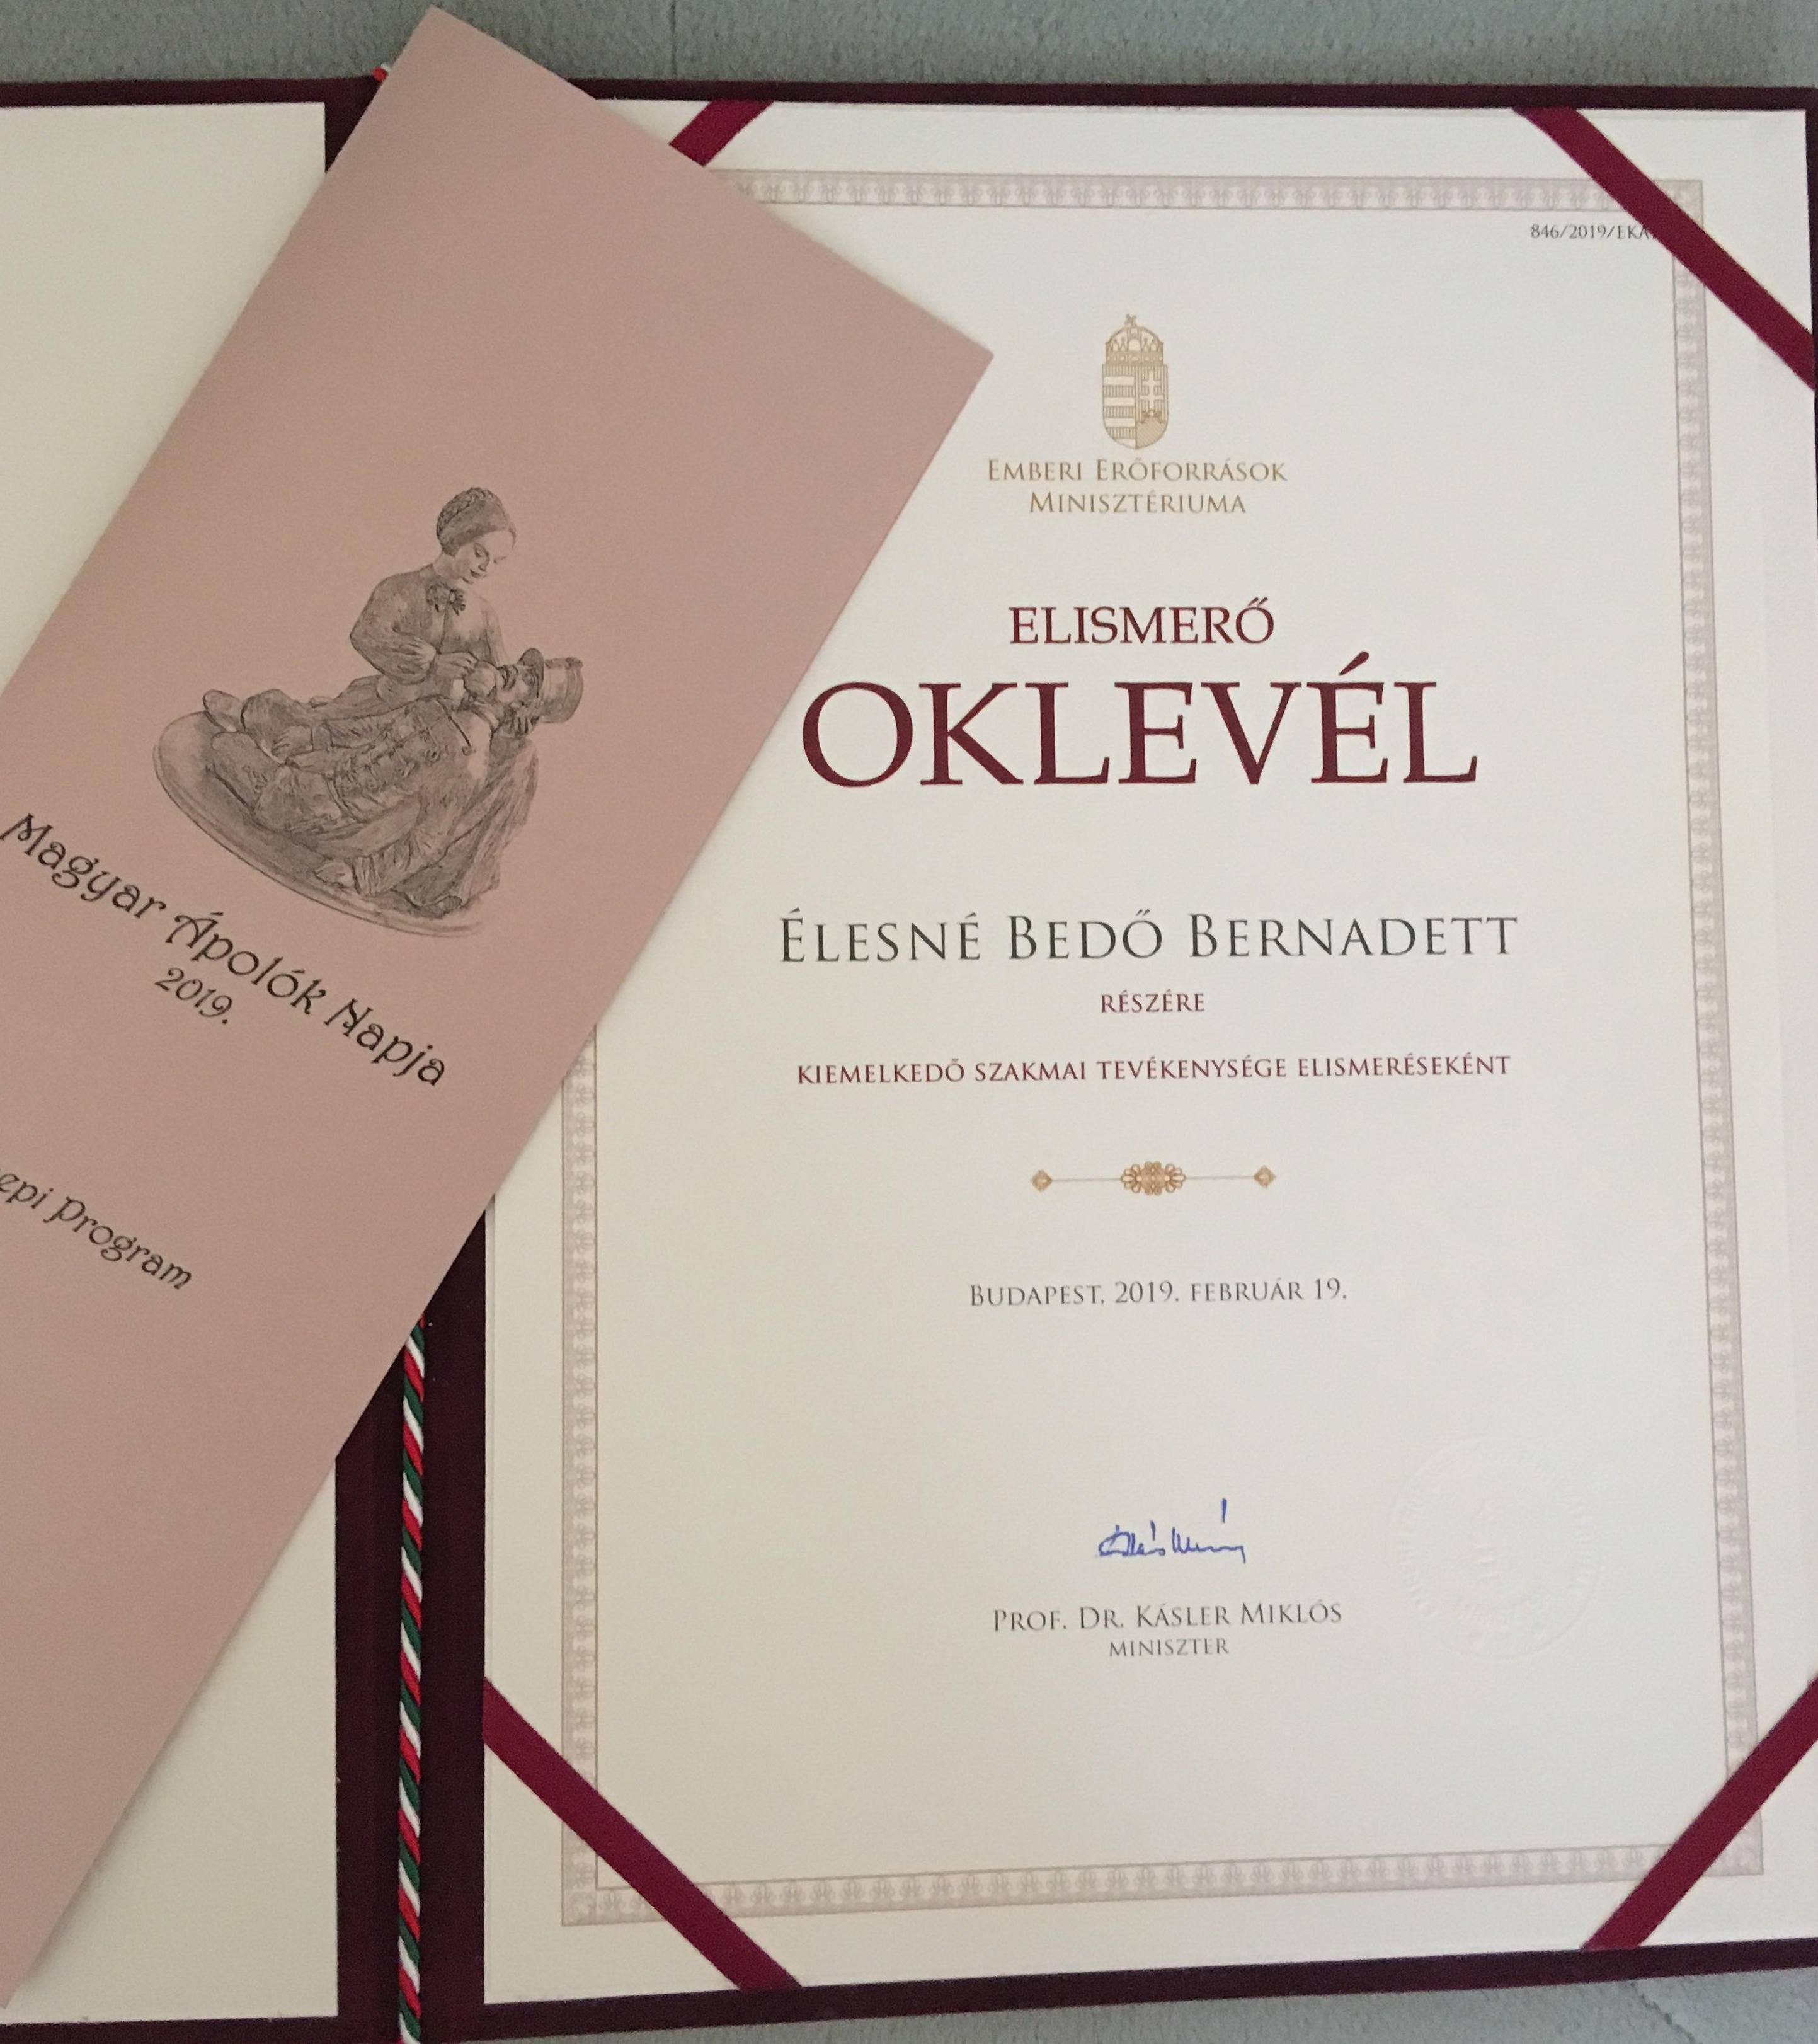 Magyar Ápolók Napja
2019.
Program
846/2019/EKA
EMBERI ERŐFORRÁSOK
MINISZTÉRIUMA
ELISMERŐ
OKLEVÉL
ÉLESNÉ BEDŐ BERNADETT
RÉSZÉRE
KIEMELKEDŐ SZAKMAI TEVÉKENYSÉGE ELISMERÉSEKÉNT
BUDAPEST, 2019. FEBRUÁR 19.
PROF. DR. KÁSLER MIKLÓS
MINISZTER